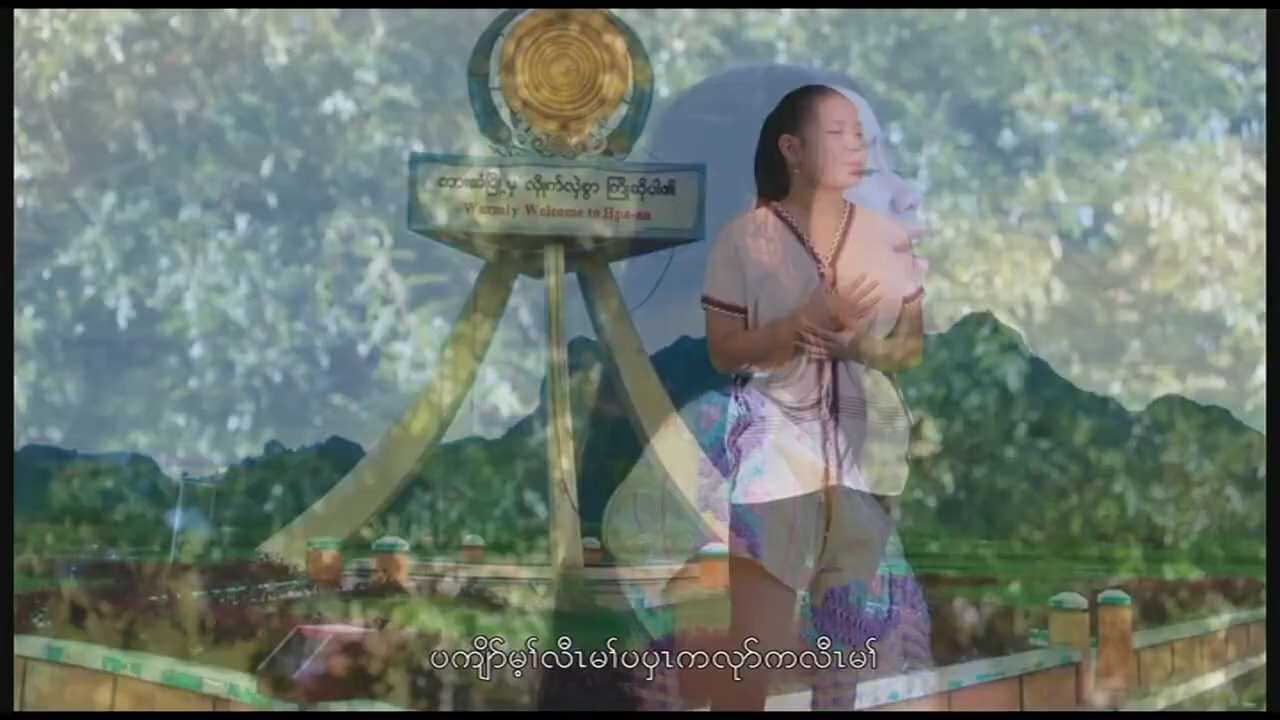 ဘားအံမြို့မှ လှိုက်လှဲစွာ ကြိုဆိုပါ၏
Warmly Welcome to Hpa-an
ပကျိာ်မ့ၢ်လီၤမၢ်ပပှၤကလုာ်ကလီၤမၢ်